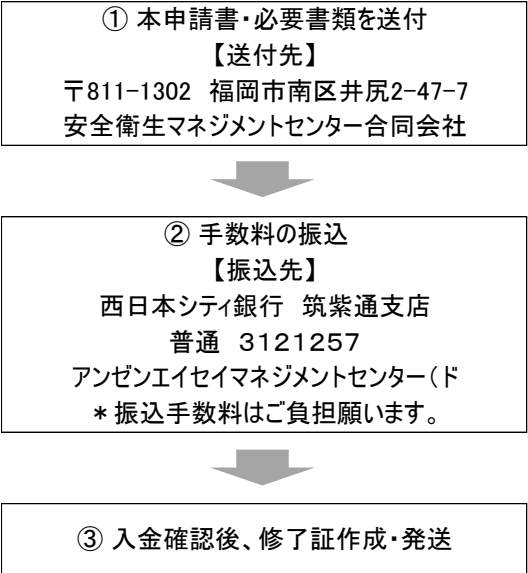 ① 本申請書・必要書類を送付
【送付先】
〒811-1302 福岡市南区井尻2-47-7
安全衛生マネジメントセンター合同会社
② 手数料の振込
【振込先】
西日本シティ銀行 筑紫通支店
普通 3121257
アンゼンエイセイマネジメントセンター(ド
*振込手数料はご負担願います。
③ 入金確認後、修了証作成・発送